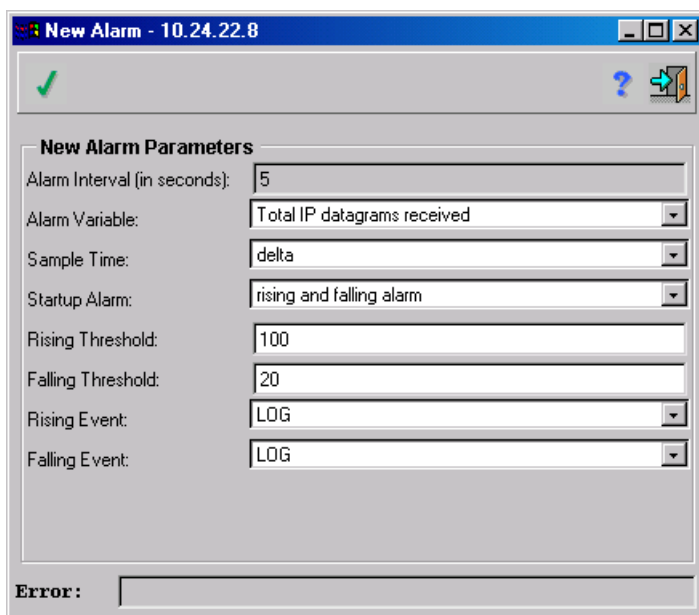 New Alarm - 10.24.22.8
?
New Alarm Parameters
Alarm Interval (in seconds): 5
Alarm Variable: Total IP datagrams received
Sample Time: delta
Startup Alarm: rising and falling alarm
Rising Threshold: 100
Falling Threshold: 20
Rising Event: LOG
Falling Event: LOG
Error: